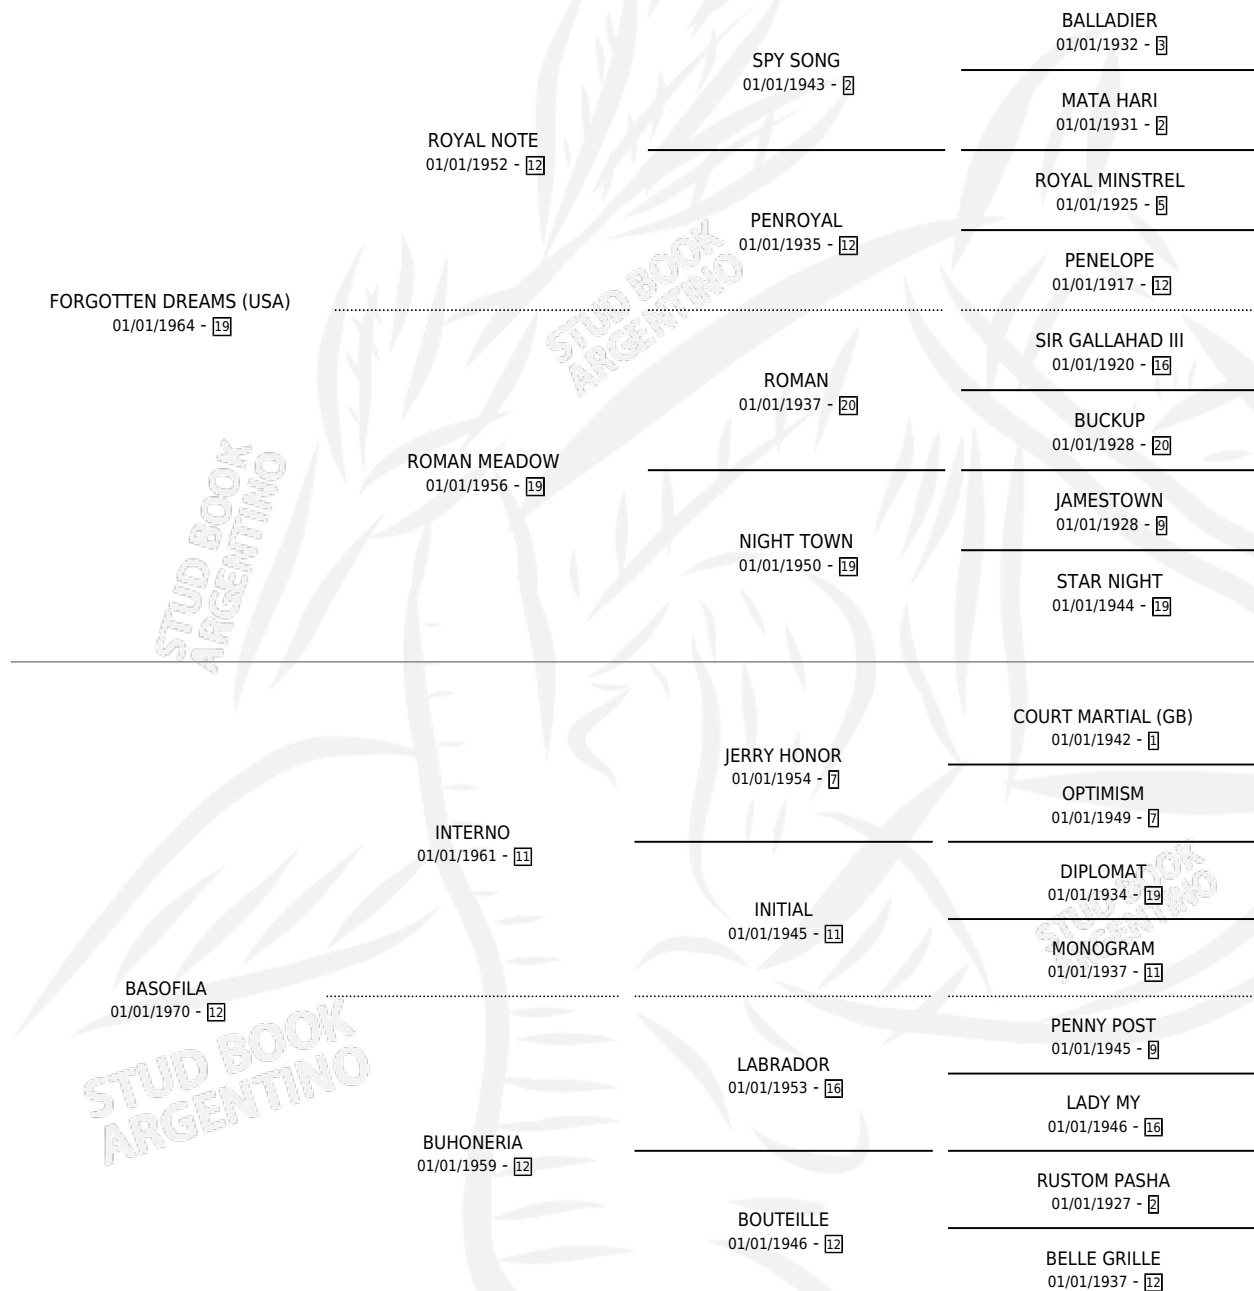 BALLADIER
01/01/1932 - 3
SPY SONG
01/01/1943 - 2
MATA HARI
01/01/1931 - 2
ROYAL NOTE
01/01/1952 - 12
ROYAL MINSTREL
01/01/1925 - 5
PENROYAL
01/01/1935 - 12
PENELOPE
01/01/1917 - 12
FORGOTTEN DREAMS (USA)
01/01/1964 - 19
SIR GALLAHAD III
01/01/1920 - 16
ROMAN
01/01/1937 - 20
BUCKUP
01/01/1928 - 20
ROMAN MEADOW
01/01/1956 - 19
JAMESTOWN
01/01/1928 - 9
NIGHT TOWN
01/01/1950 - 19
STAR NIGHT
01/01/1944 - 19
COURT MARTIAL (GB)
01/01/1942 - 1
JERRY HONOR
01/01/1954 - 7
OPTIMISM
01/01/1949 - 7
INTERNO
01/01/1961 - 11
DIPLOMAT
01/01/1934 - 19
INITIAL
01/01/1945 - 11
MONOGRAM
01/01/1937 - 11
BASOFILA
01/01/1970 - 12
PENNY POST
01/01/1945 - 9
LABRADOR
01/01/1953 - 16
LADY MY
01/01/1946 - 16
BUHONERIA
01/01/1959 - 12
RUSTOM PASHA
01/01/1927 - 2
BOUTEILLE
01/01/1946 - 12
BELLE GRILLE
01/01/1937 - 12
STUD BOOK
ARGENTINO
STUD BOOK
ARGENTINO
STUD BOOK
ARGENTINO
STUD BOOK
ARGENTINO